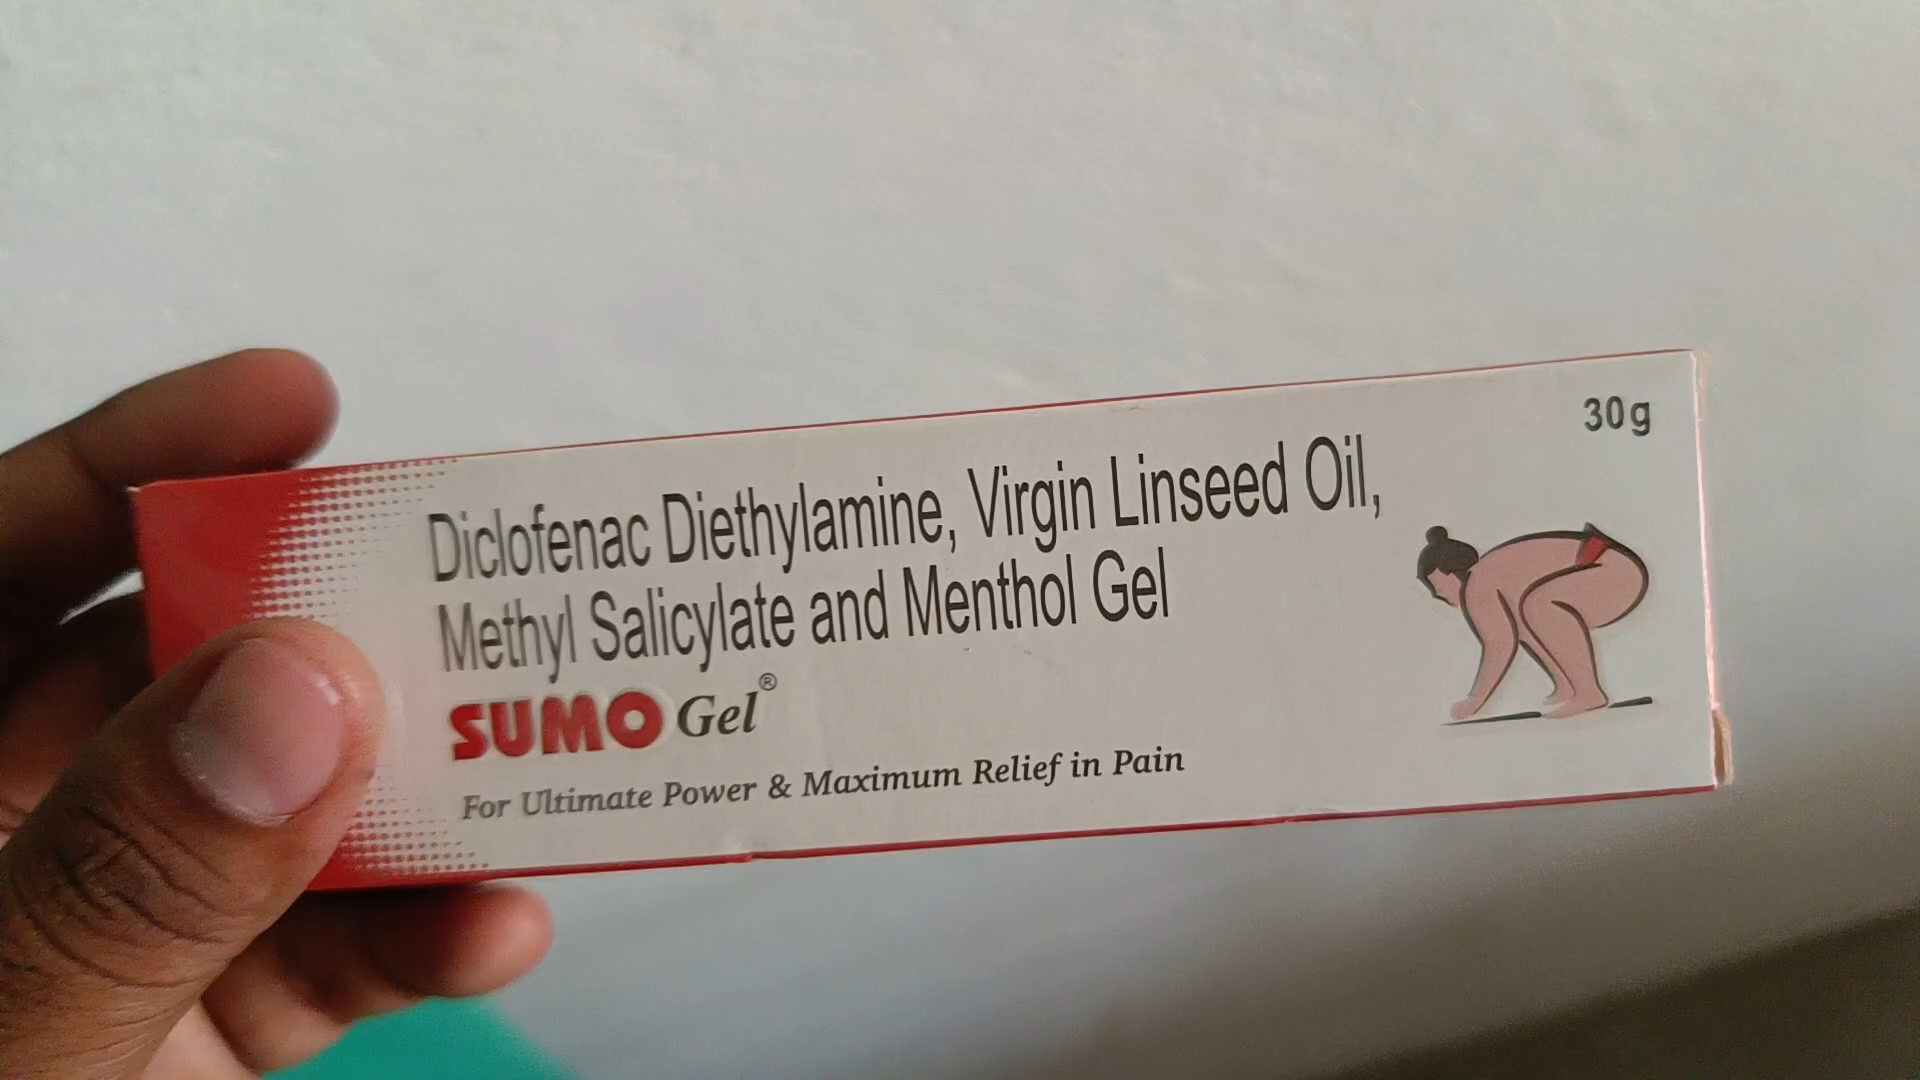 30g
Diclofenac Diethylamine, Virgin Linseed Oil,
Methyl Salicylate and Menthol Gel
SUMO Gel®
For Ultimate Power & Maximum Relief in Pain